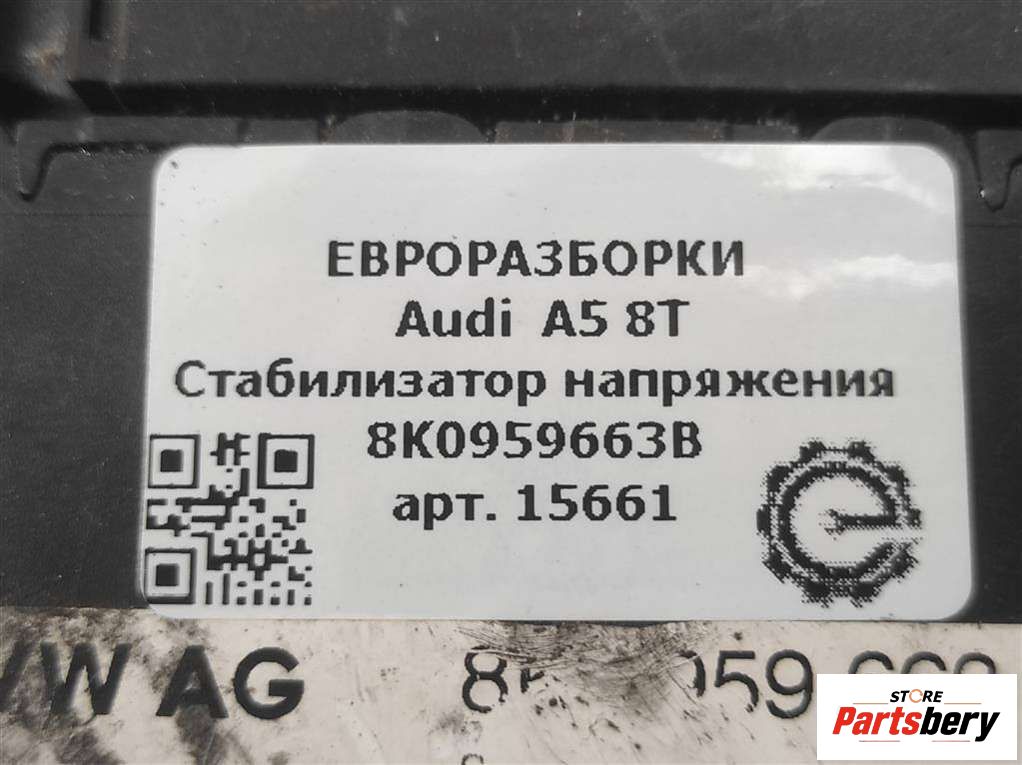 ЕВРОРАЗБОРКИ
Audi A5 8T
Стабилизатор напряжения
8K0959663B
арт. 15661
VW AG
STORE
Partsbery